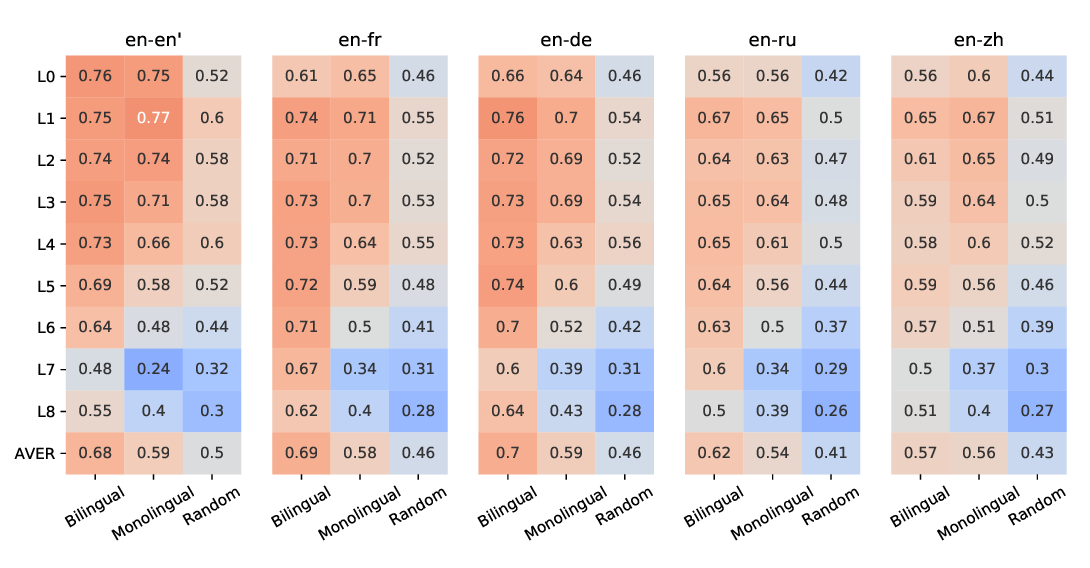 en-en' en-fr en-de en-ru en-zh
L0 0.76 0.75 0.52 0.61 0.65 0.46 0.66 0.64 0.46 0.56 0.56 0.42 0.56 0.6 0.44
L1 0.75 0.77 0.6 0.74 0.71 0.55 0.76 0.7 0.54 0.67 0.65 0.5 0.65 0.67 0.51
L2 0.74 0.74 0.58 0.71 0.7 0.52 0.72 0.69 0.52 0.64 0.63 0.47 0.61 0.65 0.49
L3 0.75 0.71 0.58 0.73 0.7 0.53 0.73 0.69 0.54 0.65 0.64 0.48 0.59 0.64 0.5
L4 0.73 0.66 0.6 0.73 0.64 0.55 0.73 0.63 0.56 0.65 0.61 0.5 0.58 0.6 0.52
L5 0.69 0.58 0.52 0.72 0.59 0.48 0.74 0.6 0.49 0.64 0.56 0.44 0.59 0.56 0.46
L6 0.64 0.48 0.44 0.71 0.5 0.41 0.7 0.52 0.42 0.63 0.5 0.37 0.57 0.51 0.39
L7 0.48 0.24 0.32 0.67 0.34 0.31 0.6 0.39 0.31 0.6 0.34 0.29 0.5 0.37 0.3
L8 0.55 0.4 0.3 0.62 0.4 0.28 0.64 0.43 0.28 0.5 0.39 0.26 0.51 0.4 0.27
AVER 0.68 0.59 0.5 0.69 0.58 0.46 0.7 0.59 0.46 0.62 0.54 0.41 0.57 0.56 0.43
Bilingual Monolingual Random Bilingual Monolingual Random Bilingual Monolingual Random Bilingual Monolingual Random Bilingual Monolingual Random